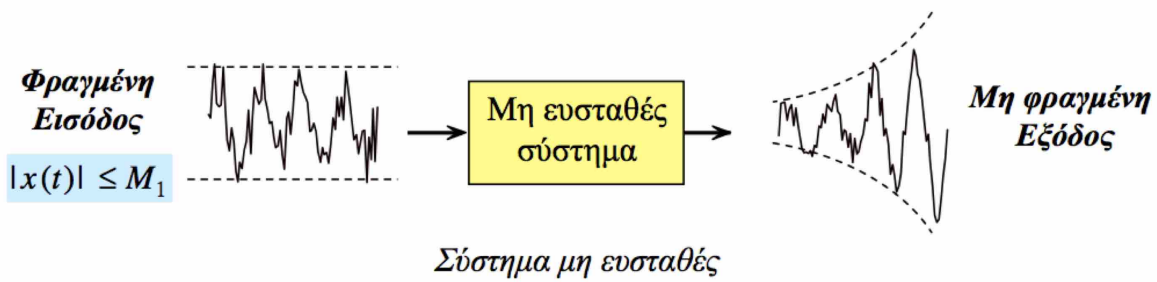 Φραγμένη
Εισόδος
|x(t)| ≤ M₁
Μη ευσταθές
σύστημα
Μη φραγμένη
Εξόδος
Σύστημα μη ευσταθές